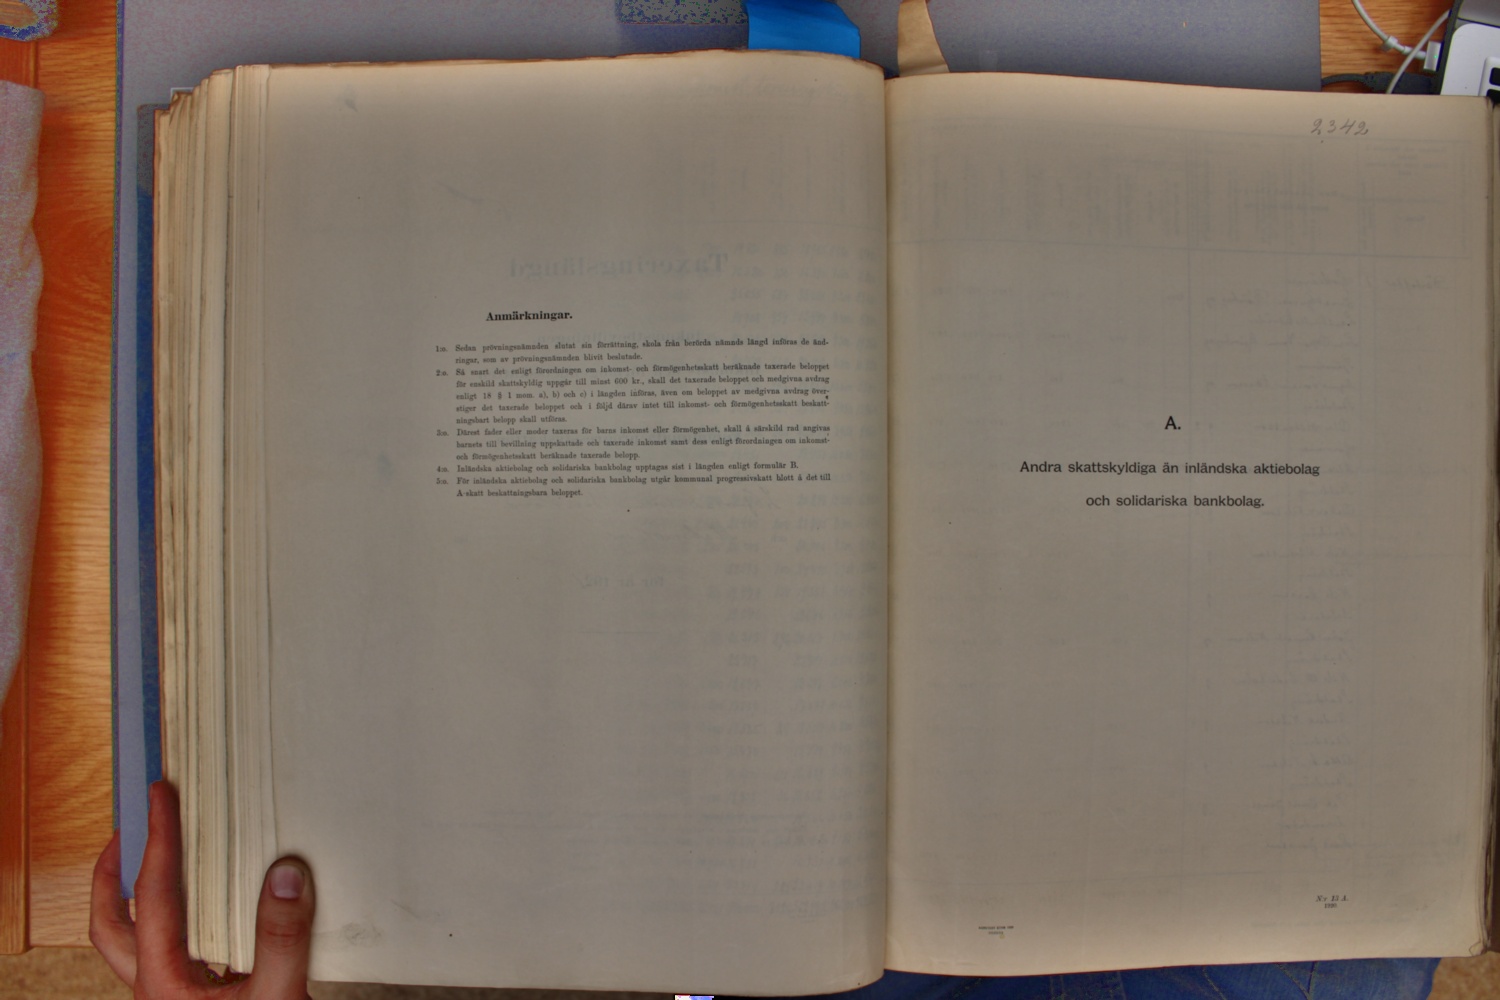 Anmärkningar.
1:o. Sedan prövningsnämnden slutat sin förrättning, skola från berörda nämnds längd införas de änd-
ringar, som av prövningsnämnden blivit beslutade.
2:o. Så snart det enligt förordningen om inkomst- och förmögenhetsskatt beräknade taxerade beloppet
för enskild skattskyldig uppgår till minst 600 kr., skall det taxerade beloppet och medgivna avdrag
enligt 18 § 1 mom. a), b) och c) i längden införas, även om beloppet av medgivna avdrag över-
stiger det taxerade beloppet och i följd därav intet till inkomst- och förmögenhetsskatt beskatt-
ningsbart belopp skall utföras.
3:o. Därest fader eller moder taxeras för barns inkomst eller förmögenhet, skall å särskild rad angivas
barnets till bevillning uppskattade och taxerade inkomst samt dess enligt förordningen om inkomst-
och förmögenhetsskatt beräknade taxerade belopp.
4:o. Inländska aktiebolag och solidariska bankbolag upptagas sist i längden enligt formulär B.
5:o. För inländska aktiebolag och solidariska bankbolag utgår kommunal progressivskatt blott å det till
A-skatt beskattningsbara beloppet.
2342
A.
Andra skattskyldiga än inländska aktiebolag
och solidariska bankbolag.
N:r 13 A.